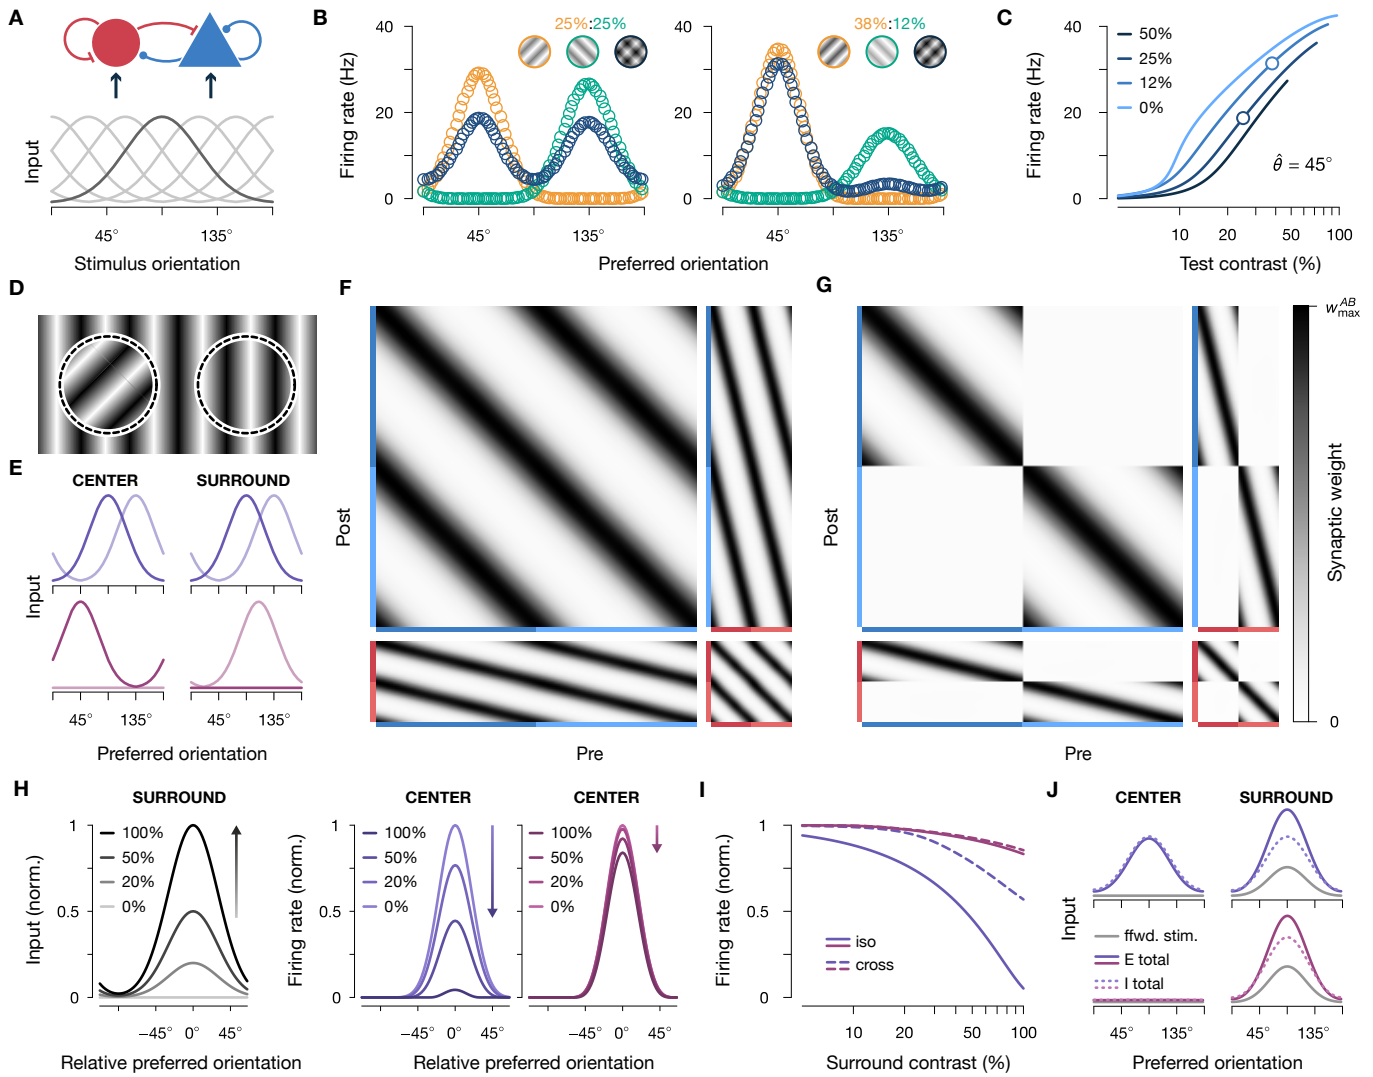 A
Input
45°
135°
Stimulus orientation
B
Firing rate (Hz)
40
20
0
25%:25%
45°
135°
40
20
0
38%:12%
45°
135°
Preferred orientation
C
Firing rate (Hz)
40
20
0
50%
25%
12%
0%
θ̂ = 45°
10
20
50
100
Test contrast (%)
D
E
CENTER
SURROUND
Input
45°
135°
45°
135°
Preferred orientation
F
Post
Pre
G
Post
Pre
w^{AB}_{max}
Synaptic weight
0
H
SURROUND
Input (norm.)
1
0.5
0
100%
50%
20%
0%
−45°
0°
45°
Relative preferred orientation
CENTER
CENTER
Firing rate (norm.)
1
0.5
0
100%
50%
20%
0%
100%
50%
20%
0%
−45°
0°
45°
−45°
0°
45°
Relative preferred orientation
I
Firing rate (norm.)
1
0.5
0
iso
cross
10
20
50
100
Surround contrast (%)
J
CENTER
SURROUND
Input
ffwd. stim.
E total
I total
45°
135°
45°
135°
Preferred orientation